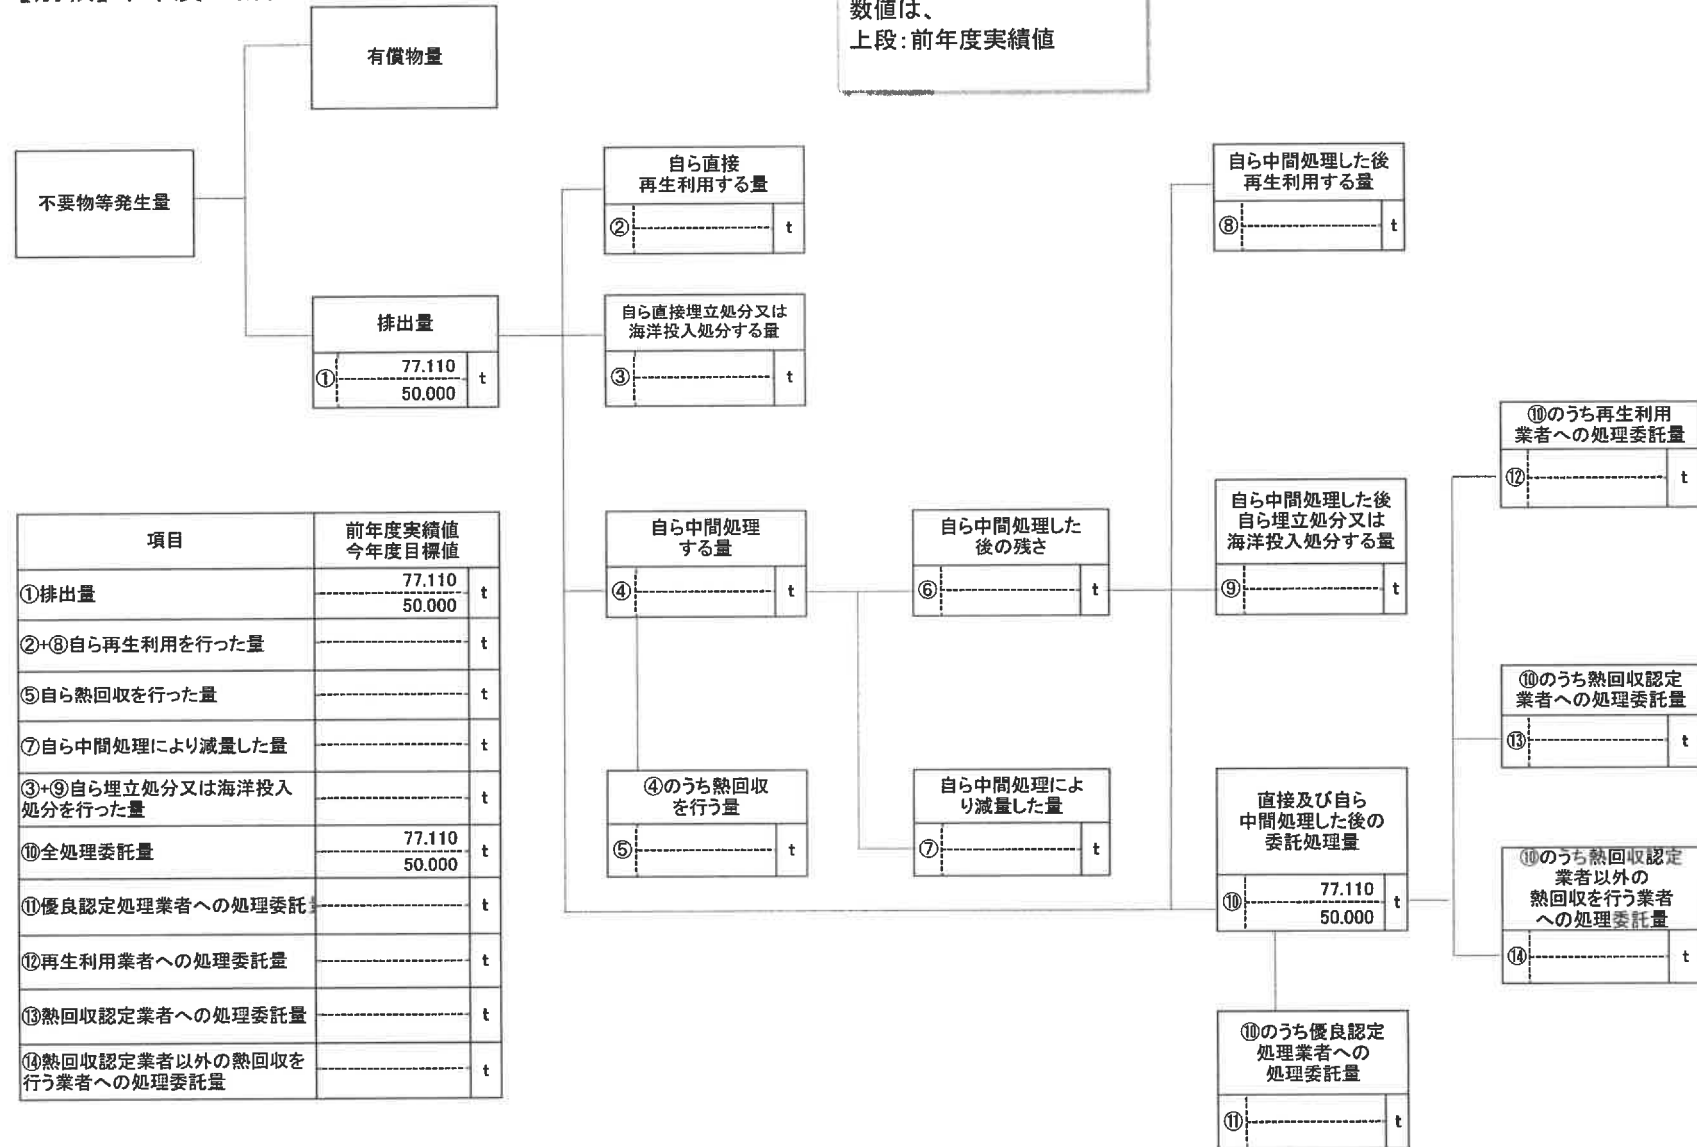 数値は、
上段：前年度実績値
有償物量
不要物等発生量
排出量
① 77.110 t
50.000
自ら直接
再生利用する量
② t
自ら直接埋立処分又は
海洋投入処分する量
③ t
自ら中間処理
する量
④ t
④のうち熱回収
を行う量
⑤ t
自ら中間処理した
後の残さ
⑥ t
自ら中間処理によ
り減量した量
⑦ t
自ら中間処理した後
再生利用する量
⑧ t
自ら中間処理した後
自ら埋立処分又は
海洋投入処分する量
⑨ t
直接及び自ら
中間処理した後の
委託処理量
⑩ 77.110 t
50.000
⑩のうち優良認定
処理業者への
処理委託量
⑪ t
⑩のうち再生利用
業者への処理委託量
⑫ t
⑩のうち熱回収認定
業者への処理委託量
⑬ t
⑩のうち熱回収認定
業者以外の
熱回収を行う業者
への処理委託量
⑭ t
項目 前年度実績値
今年度目標値
①排出量 77.110 t
50.000
②+⑧自ら再生利用を行った量 t
⑤自ら熱回収を行った量 t
⑦自ら中間処理により減量した量 t
③+⑨自ら埋立処分又は海洋投入
処分を行った量 t
⑩全処理委託量 77.110 t
50.000
⑪優良認定処理業者への処理委託 t
⑫再生利用業者への処理委託量 t
⑬熱回収認定業者への処理委託量 t
⑭熱回収認定業者以外の熱回収を
行う業者への処理委託量 t